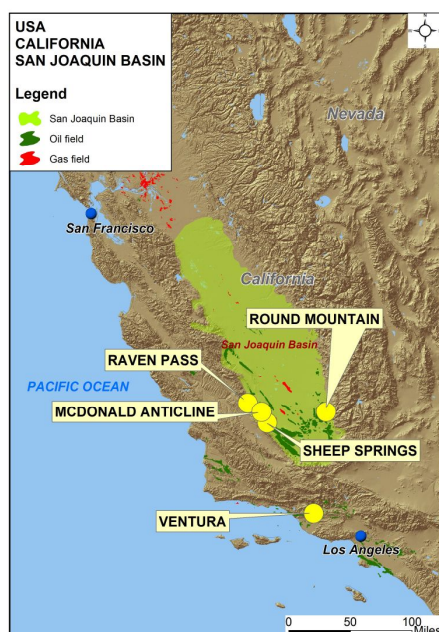 USA
CALIFORNIA
SAN JOAQUIN BASIN
Legend
San Joaquin Basin
Oil field
Gas field
Nevada
San Francisco
California
ROUND MOUNTAIN
San Joaquin Basin
RAVEN PASS
PACIFIC OCEAN
MCDONALD ANTICLINE
SHEEP SPRINGS
VENTURA
Los Angeles
0 50 100
Miles